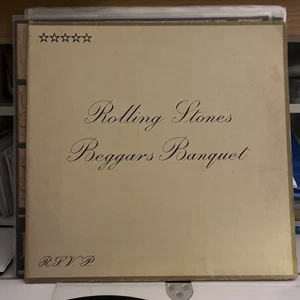 ☆☆☆☆☆
Rolling Stones
Beggars Banquet
R.S.V.P.